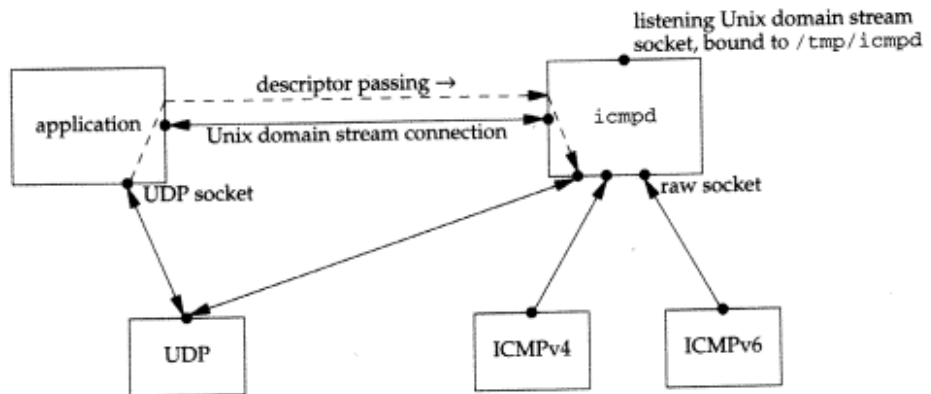 listening Unix domain stream
socket, bound to /tmp/icmpd
descriptor passing →
application
icmpd
Unix domain stream connection
UDP socket
raw socket
UDP
ICMPv4
ICMPv6